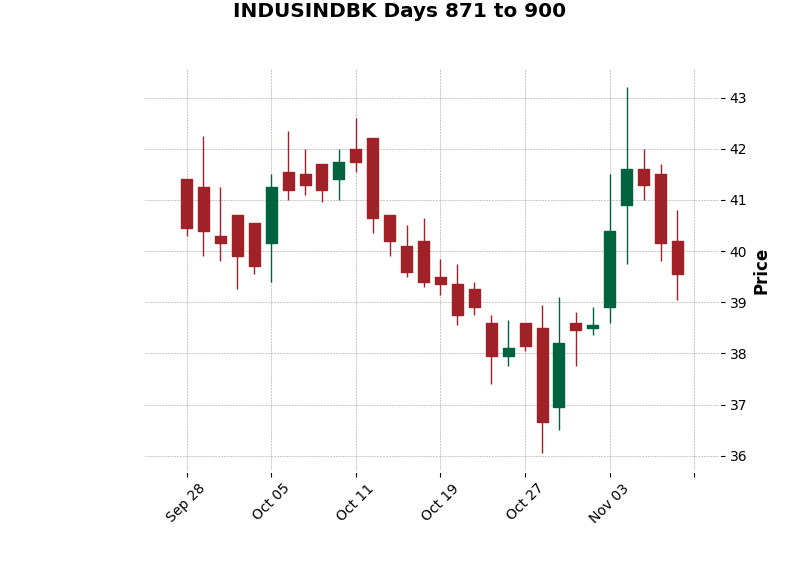 INDUSINDBK Days 871 to 900
43
42
41
40
39
38
37
36
Price
Sep 28
Oct 05
Oct 11
Oct 19
Oct 27
Nov 03